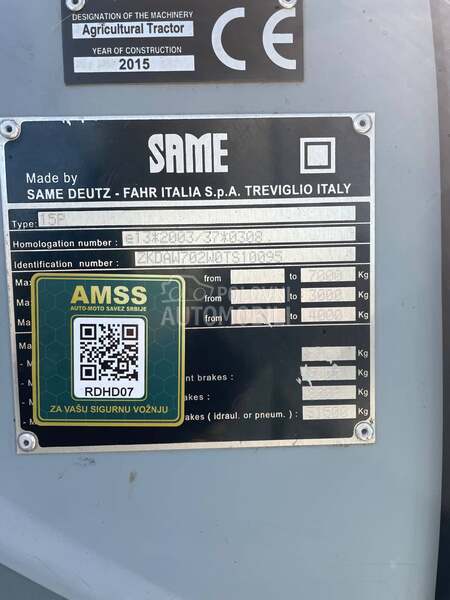 DESIGNATION OF THE MACHINERY
Agricultural Tractor
YEAR OF CONSTRUCTION
2015
CE
SAME
Made by
SAME DEUTZ - FAHR ITALIA S.p.A. TREVIGLIO ITALY
Type:
Homologation number : e13*2003/37*0308
Identification number : ZKDAW702W0TS10095
from to 7000 Kg
from to 3000 Kg
from to 4000 Kg
Kg
brakes : Kg
Kg
(idraul. or pneum.) : Kg
AMSS
AUTO-MOTO SAVEZ SRBIJE
RDHD07
ZA VAŠU SIGURNU VOŽNJU
POLOVNI
AUTOMOBILI